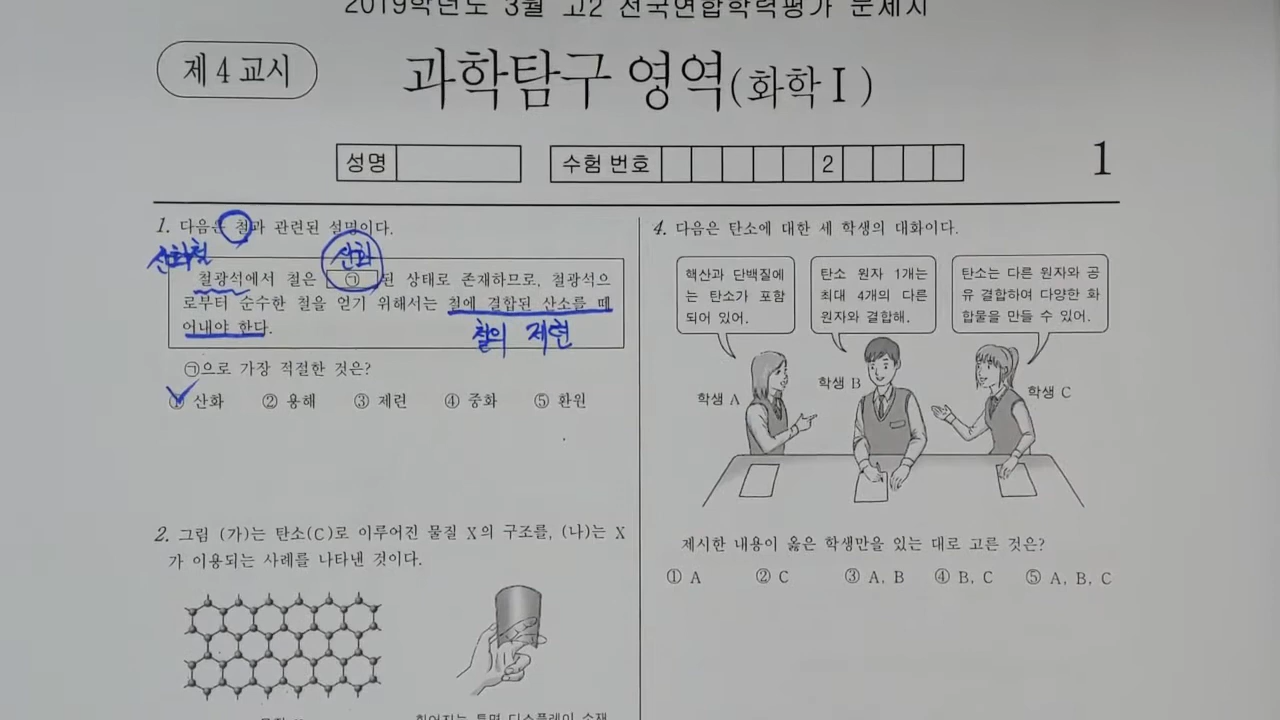 2019학년도 3월 고2 전국연합학력평가 문제지
제 4 교시
과학탐구 영역(화학 I)
성명
수험 번호
2
1
1. 다음은 철과 관련된 설명이다.
산화철
산화
철광석에서 철은 ㉠ 된 상태로 존재하므로, 철광석으
로부터 순수한 철을 얻기 위해서는 철에 결합된 산소를 떼
어내야 한다.
철의 제련
㉠으로 가장 적절한 것은?
① 산화 ② 용해 ③ 제련 ④ 중화 ⑤ 환원
2. 그림 (가)는 탄소(C)로 이루어진 물질 X의 구조를, (나)는 X
가 이용되는 사례를 나타낸 것이다.
휘어지는 투명 디스플레이 소재
4. 다음은 탄소에 대한 세 학생의 대화이다.
핵산과 단백질에
는 탄소가 포함
되어 있어.
탄소 원자 1개는
최대 4개의 다른
원자와 결합해.
탄소는 다른 원자와 공
유 결합하여 다양한 화
합물을 만들 수 있어.
학생 A
학생 B
학생 C
제시한 내용이 옳은 학생만을 있는 대로 고른 것은?
① A ② C ③ A, B ④ B, C ⑤ A, B, C